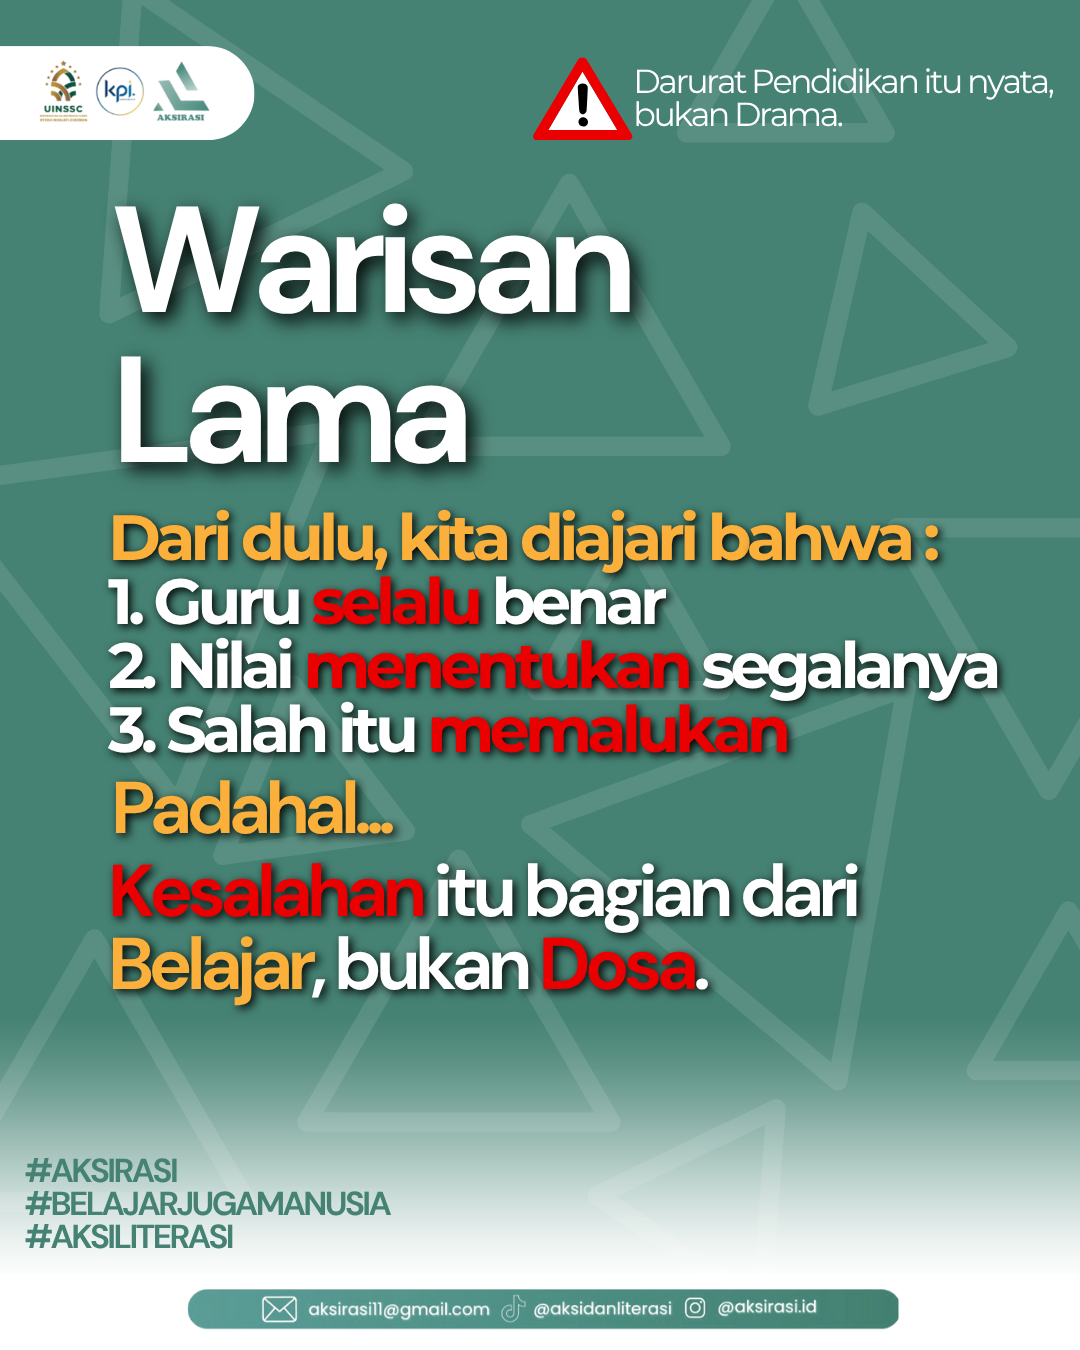 UINSSC
kpi.
AKSIRASI
Darurat Pendidikan itu nyata,
bukan Drama.
Warisan
Lama
Dari dulu, kita diajari bahwa :
1. Guru selalu benar
2. Nilai menentukan segalanya
3. Salah itu memalukan
Padahal...
Kesalahan itu bagian dari
Belajar, bukan Dosa.
#AKSIRASI
#BELAJARJUGAMANUSIA
#AKSILITERASI
aksirasi11@gmail.com @aksidanliterasi @aksirasi.id